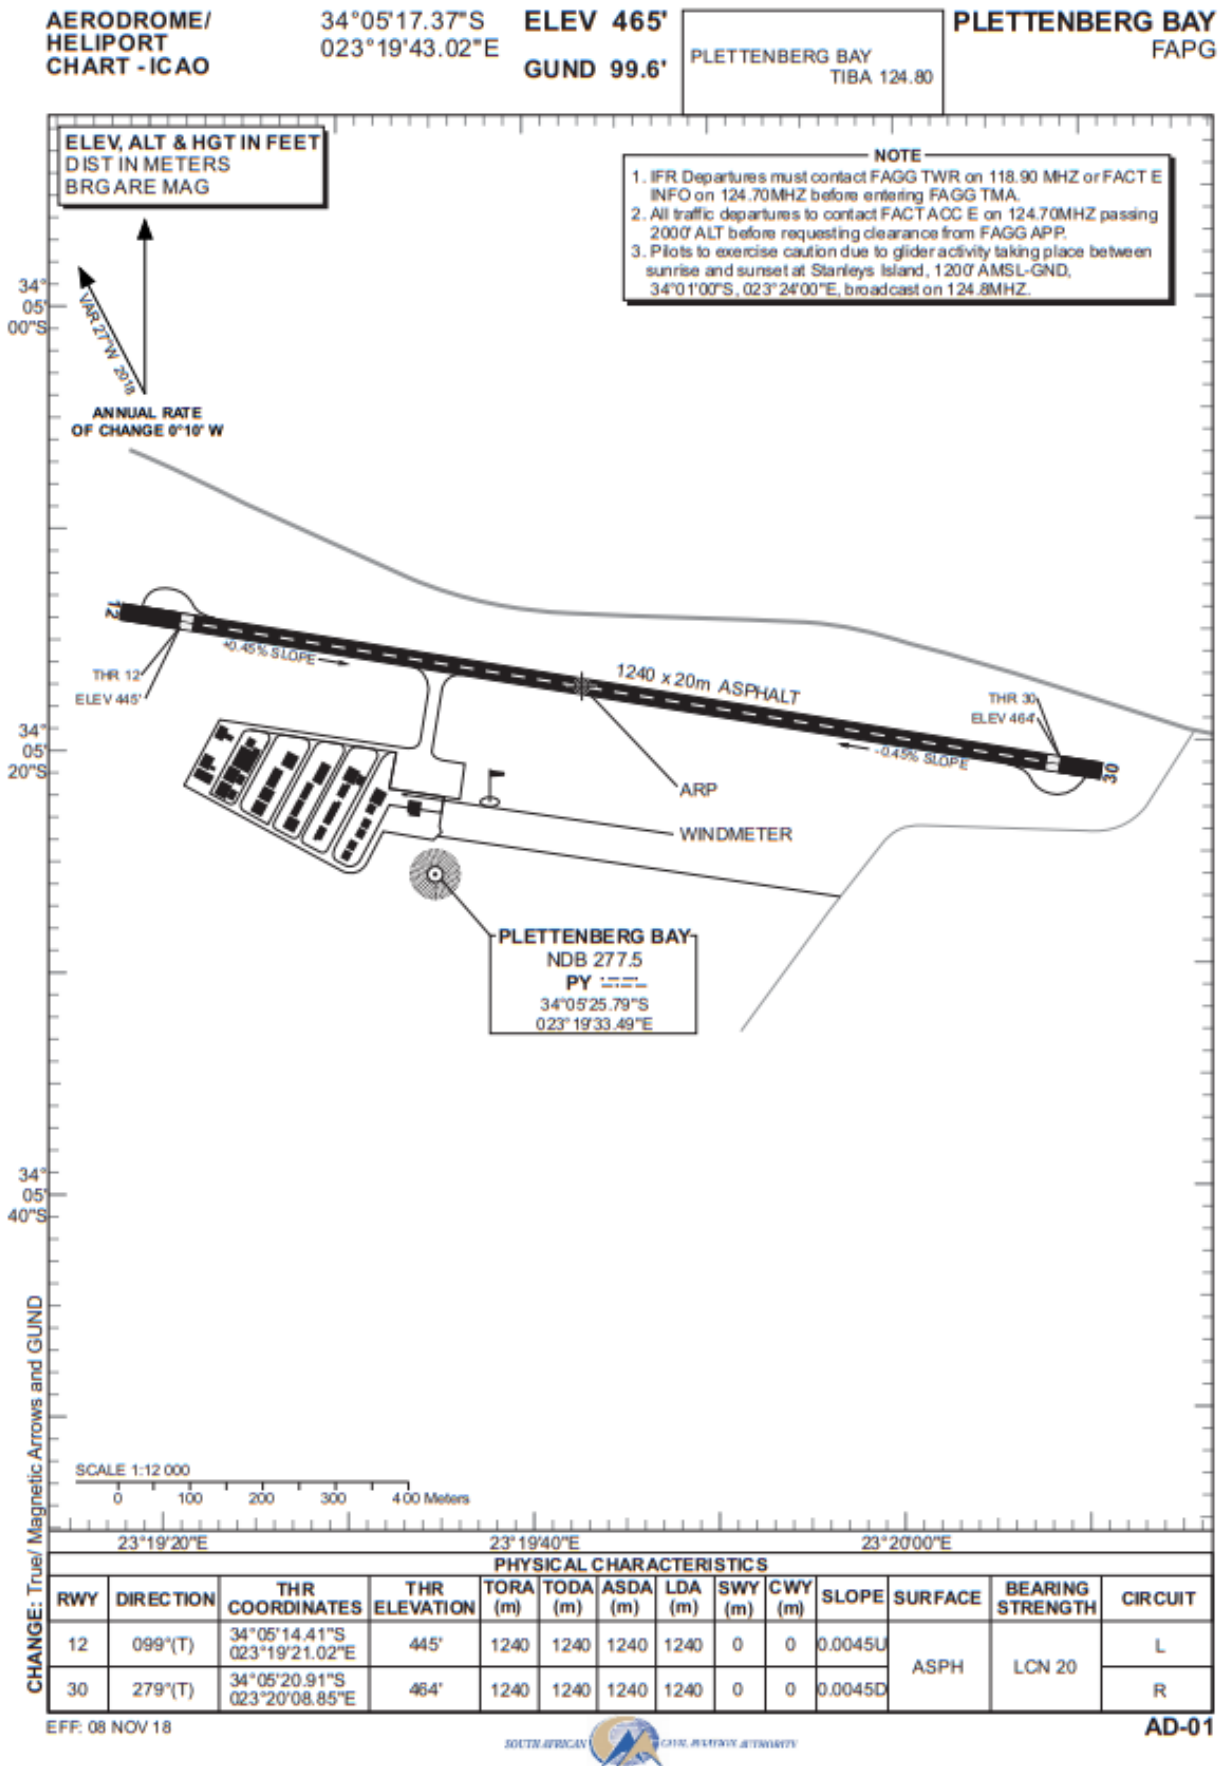 AERODROME/
HELIPORT
CHART - ICAO
34°05'17.37"S
023°19'43.02"E
ELEV 465'
GUND 99.6'
PLETTENBERG BAY
TIBA 124.80
PLETTENBERG BAY
FAPG
ELEV, ALT & HGT IN FEET
DIST IN METERS
BRG ARE MAG
NOTE
1. IFR Departures must contact FAGG TWR on 118.90 MHZ or FACT E
INFO on 124.70MHZ before entering FAGG TMA.
2. All traffic departures to contact FACT ACC E on 124.70MHZ passing
2000' ALT before requesting clearance from FAGG APP.
3. Pilots to exercise caution due to glider activity taking place between
sunrise and sunset at Stanleys Island, 1200' AMSL-GND,
34°01'00"S, 023°24'00"E, broadcast on 124.8MHZ.
34°
05'
00"S
VAR 27°W 2018
ANNUAL RATE
OF CHANGE 0°10' W
12
THR 12
ELEV 445'
+0.45% SLOPE
1240 x 20m ASPHALT
THR 30
ELEV 464'
-0.45% SLOPE
30
34°
05'
20"S
ARP
WINDMETER
PLETTENBERG BAY
NDB 277.5
PY
34°05'25.79"S
023°19'33.49"E
34°
05'
40"S
CHANGE: True/ Magnetic Arrows and GUND
SCALE 1:12 000
0 100 200 300 400 Meters
23°19'20"E 23°19'40"E 23°20'00"E
PHYSICAL CHARACTERISTICS
RWY DIRECTION THR COORDINATES THR ELEVATION TORA (m) TODA (m) ASDA (m) LDA (m) SWY (m) CWY (m) SLOPE SURFACE BEARING STRENGTH CIRCUIT
12 099°(T) 34°05'14.41"S 023°19'21.02"E 445' 1240 1240 1240 1240 0 0 0.0045U ASPH LCN 20 L
30 279°(T) 34°05'20.91"S 023°20'08.85"E 464' 1240 1240 1240 1240 0 0 0.0045D R
EFF: 08 NOV 18
SOUTH AFRICAN CIVIL AVIATION AUTHORITY
AD-01